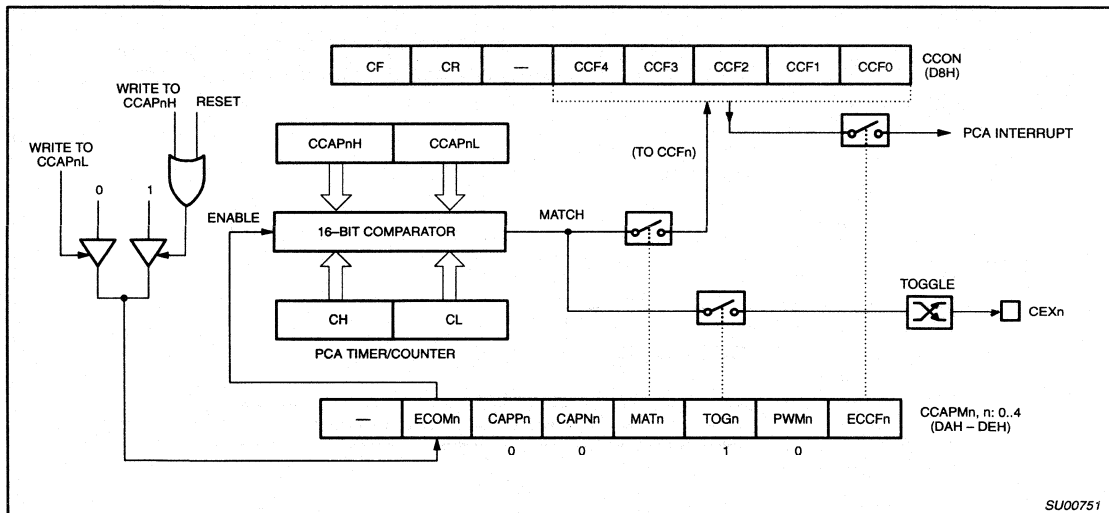 CF CR — CCF4 CCF3 CCF2 CCF1 CCF0
CCON
(D8H)
WRITE TO
CCAPnH
RESET
WRITE TO
CCAPnL
0
1
CCAPnH CCAPnL
(TO CCFn)
PCA INTERRUPT
ENABLE
16–BIT COMPARATOR
MATCH
TOGGLE
CEXn
CH CL
PCA TIMER/COUNTER
— ECOMn CAPPn CAPNn MATn TOGn PWMn ECCFn
CCAPMn, n: 0..4
(DAH – DEH)
0 0 1 0
SU00751